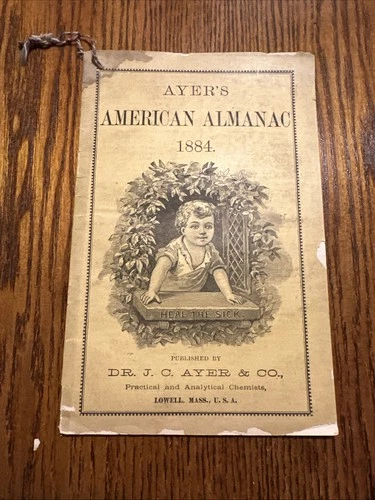 AYER'S
AMERICAN ALMANAC
1884.
HEAL THE SICK.
PUBLISHED BY
DR. J. C. AYER & CO.,
Practical and Analytical Chemists,
LOWELL, MASS., U. S. A.